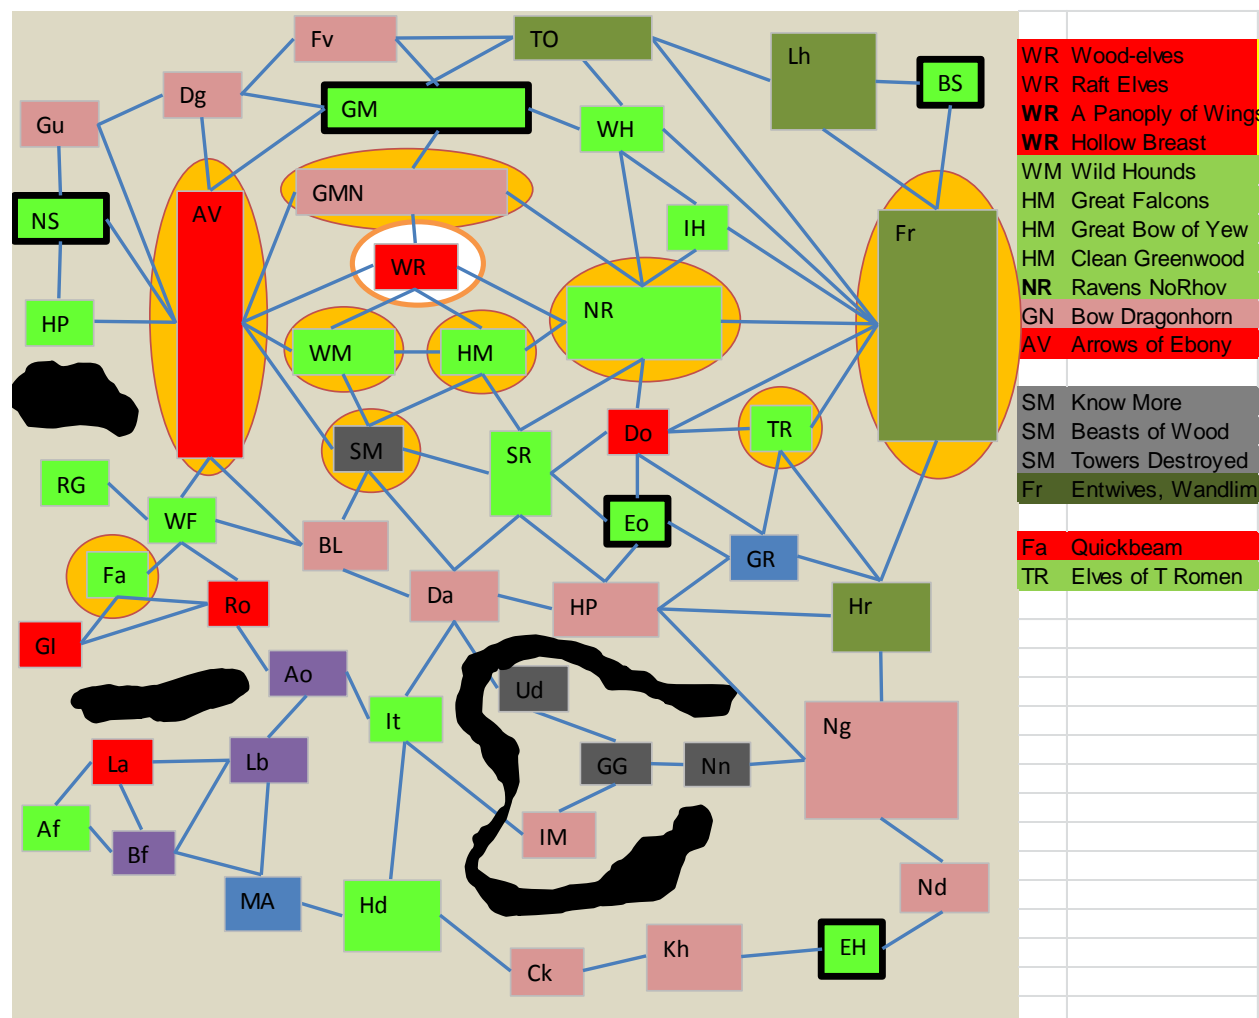 Fv
TO
Lh
BS
Dg
GM
Gu
WH
GMN
AV
NS
IH
Fr
WR
NR
HP
WM
HM
Do
TR
SM
SR
RG
WF
Eo
BL
GR
Fa
Da
HP
Hr
Ro
GI
Ao
Ud
It
Ng
La
Lb
GG
Nn
Af
Bf
IM
MA
Hd
Nd
EH
Kh
Ck
WR Wood-elves
WR Raft Elves
WR A Panoply of Wings
WR Hollow Breast
WM Wild Hounds
HM Great Falcons
HM Great Bow of Yew
HM Clean Greenwood
NR Ravens NoRhov
GN Bow Dragonhorn
AV Arrows of Ebony
SM Know More
SM Beasts of Wood
SM Towers Destroyed
Fr Entwives, Wandlim
Fa Quickbeam
TR Elves of T Romen